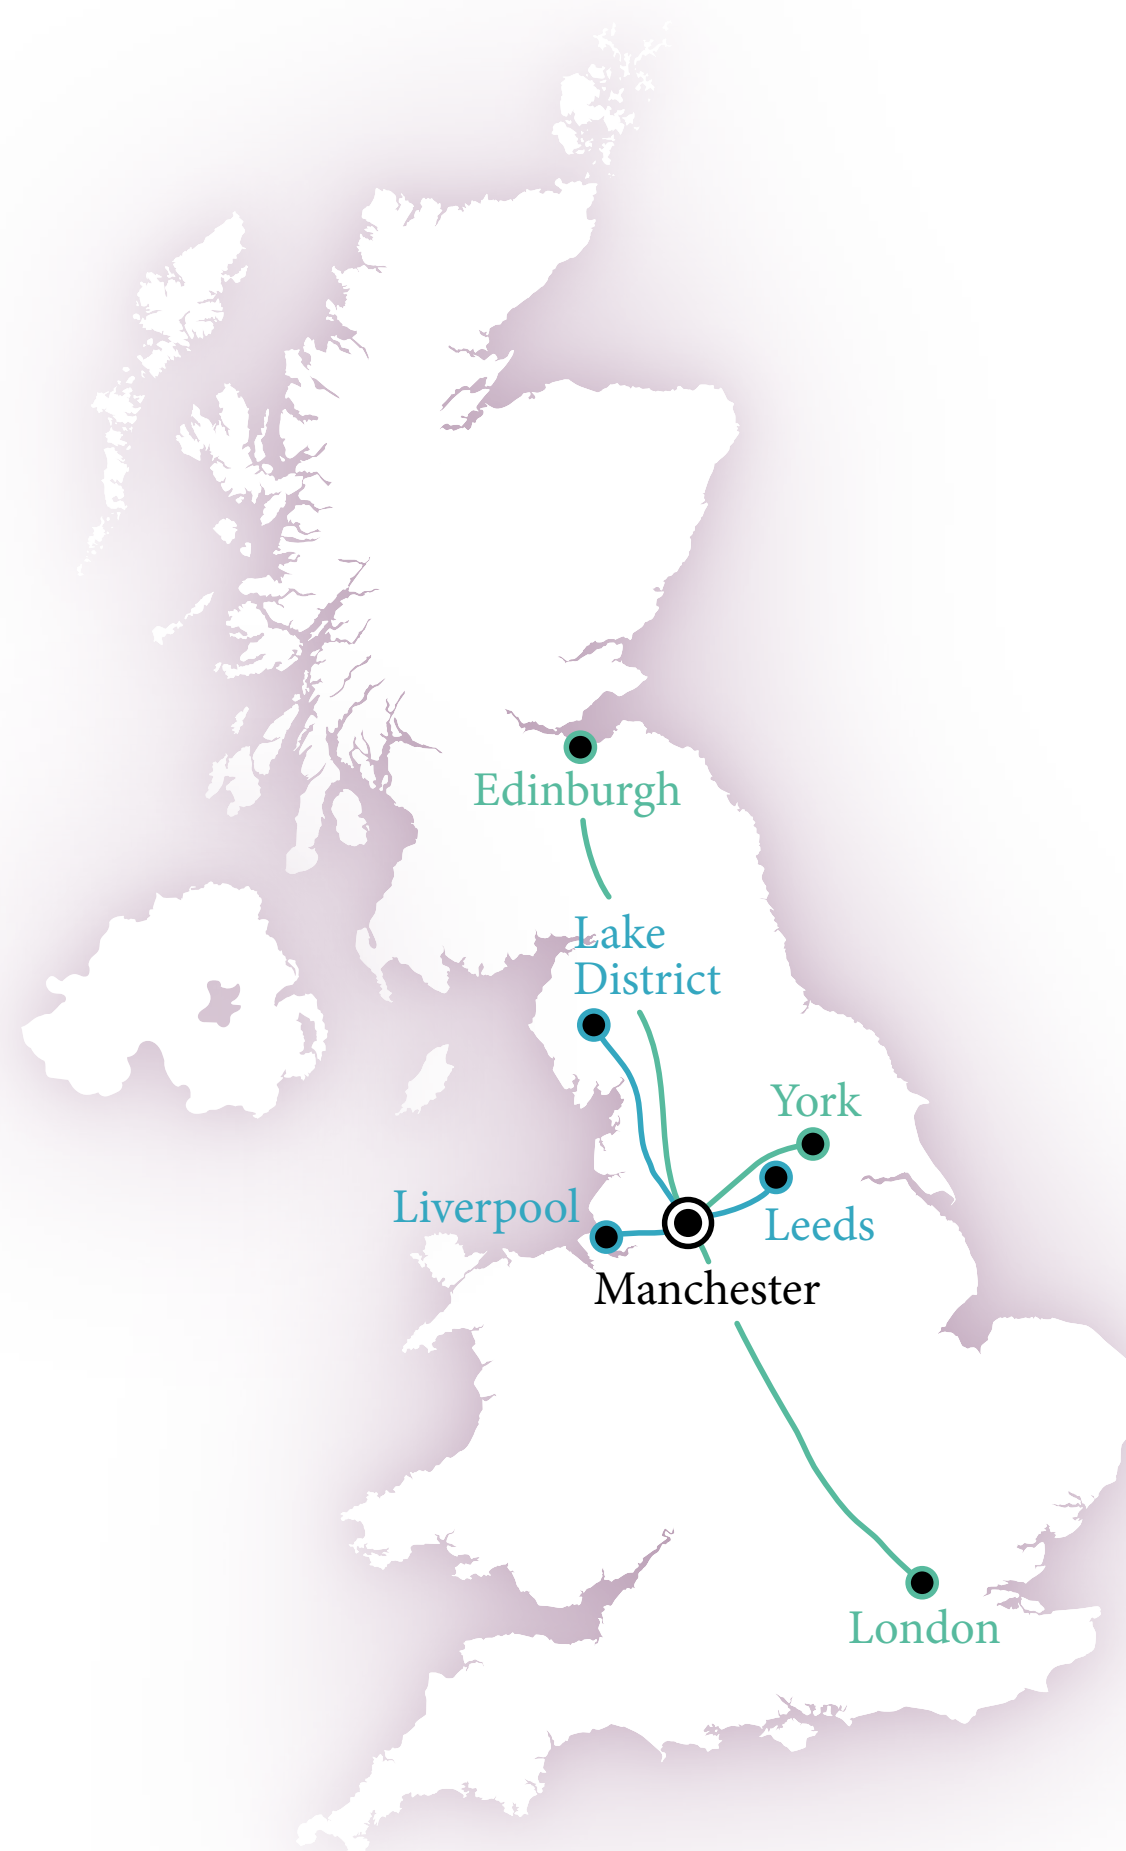 Edinburgh
Lake
District
York
Liverpool
Leeds
Manchester
London